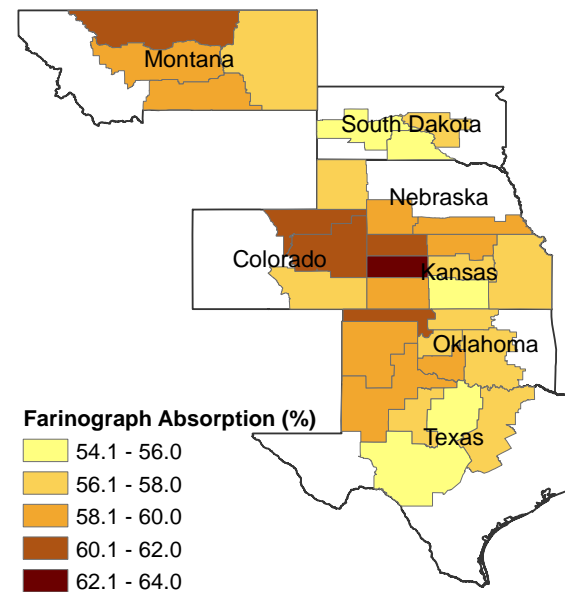 Montana
South Dakota
Nebraska
Colorado
Kansas
Oklahoma
Texas
Farinograph Absorption (%)
54.1 - 56.0
56.1 - 58.0
58.1 - 60.0
60.1 - 62.0
62.1 - 64.0